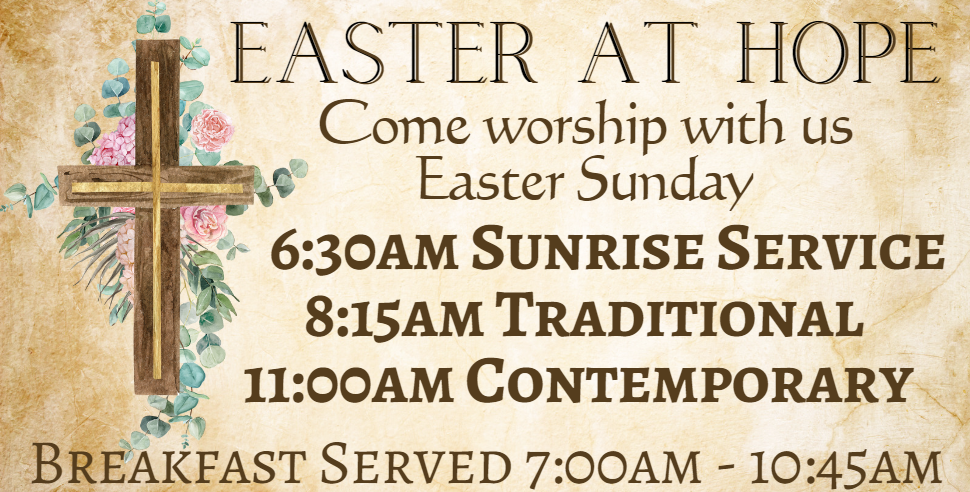 EASTER AT HOPE
Come worship with us
Easter Sunday
6:30AM SUNRISE SERVICE
8:15AM TRADITIONAL
11:00AM CONTEMPORARY
BREAKFAST SERVED 7:00AM - 10:45AM